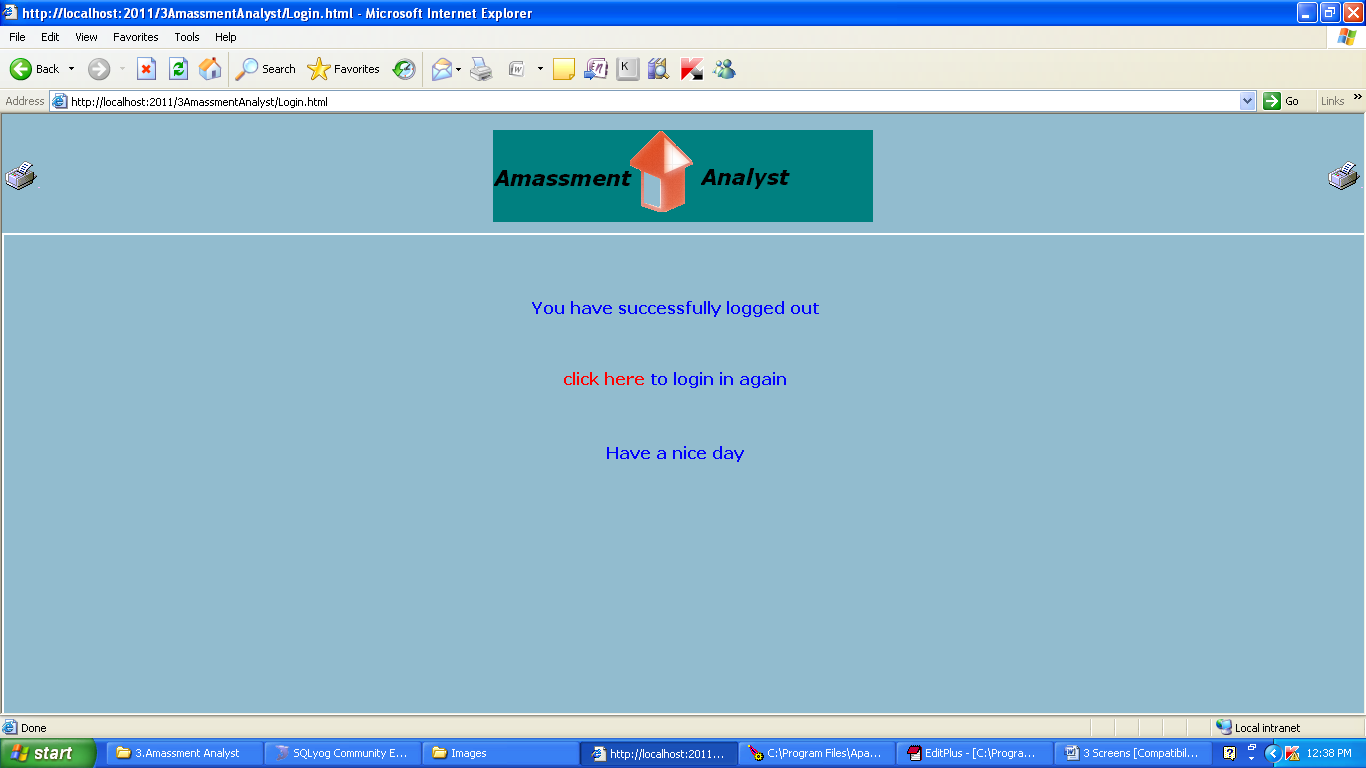 http://localhost:2011/3AmassmentAnalyst/Login.html - Microsoft Internet Explorer
File Edit View Favorites Tools Help
Back Search Favorites
Address http://localhost:2011/3AmassmentAnalyst/Login.html Go Links »
Amassment Analyst
You have successfully logged out
click here to login in again
Have a nice day
Done Local intranet
start 3.Amassment Analyst SQLyog Community E... Images http://localhost:2011... C:\Program Files\Apa... EditPlus - [C:\Progra... 3 Screens [Compatibil... 12:38 PM